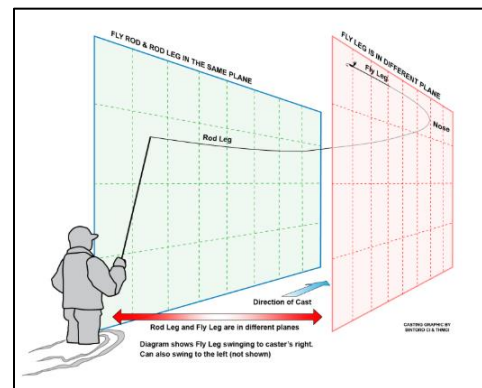 FLY ROD & ROD LEG IN THE SAME PLANE
FLY LEG IS IN DIFFERENT PLANE
Fly Leg
Nose
Rod Leg
Direction of Cast
Rod Leg and Fly Leg are in different planes
Diagram shows Fly Leg swinging to caster's right.
Can also swing to the left (not shown)
CASTING GRAPHIC BY